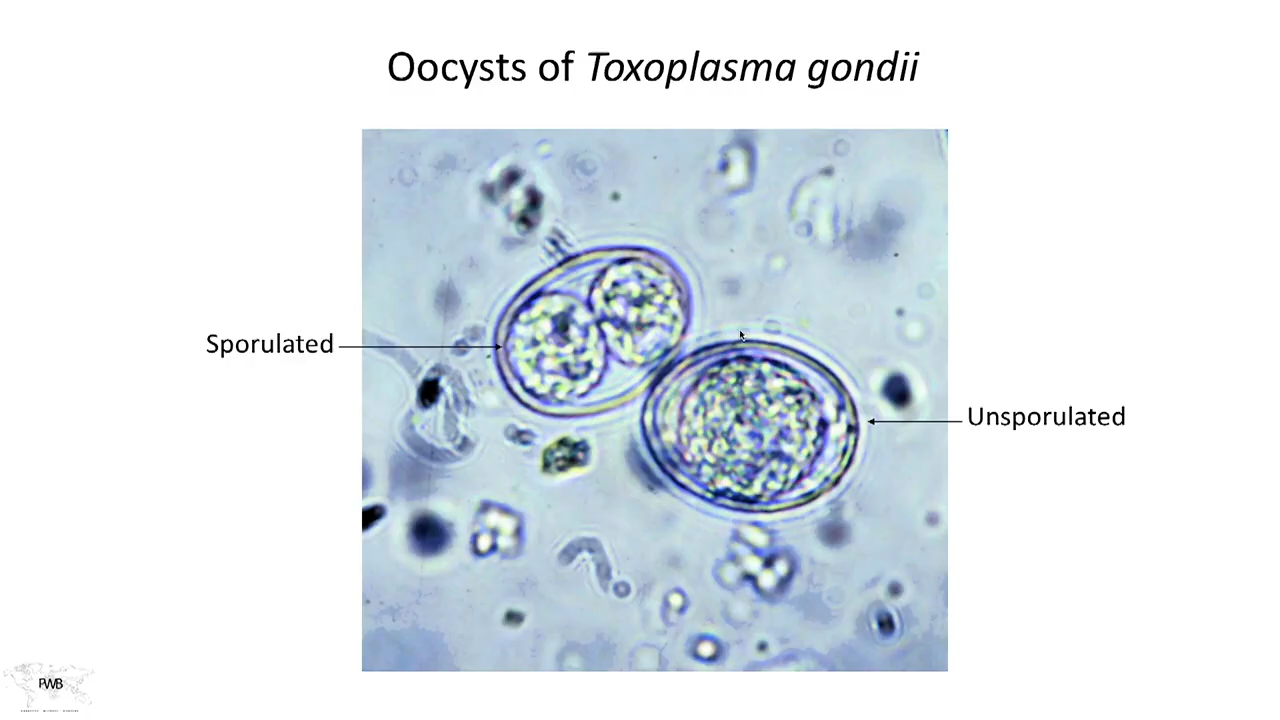 Oocysts of Toxoplasma gondii
Sporulated
Unsporulated
PWB